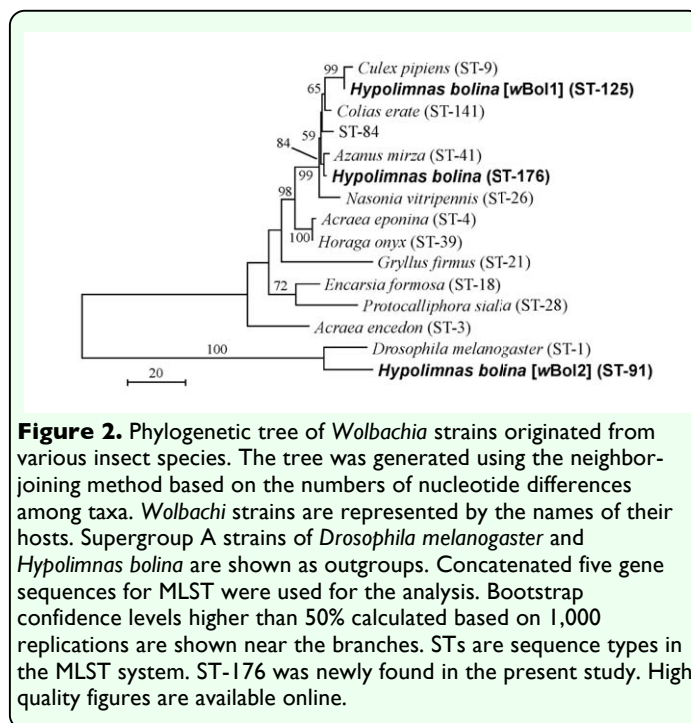 99
Culex pipiens (ST-9)
Hypolimnas bolina [wBol1] (ST-125)
65
Colias erate (ST-141)
ST-84
59
84
Azanus mirza (ST-41)
99
Hypolimnas bolina (ST-176)
98
Nasonia vitripennis (ST-26)
Acraea eponina (ST-4)
100
Horaga onyx (ST-39)
Gryllus firmus (ST-21)
72
Encarsia formosa (ST-18)
Protocalliphora sialia (ST-28)
Acraea encedon (ST-3)
100
Drosophila melanogaster (ST-1)
Hypolimnas bolina [wBol2] (ST-91)
20
Figure 2. Phylogenetic tree of Wolbachia strains originated from
various insect species. The tree was generated using the neighbor-
joining method based on the numbers of nucleotide differences
among taxa. Wolbachi strains are represented by the names of their
hosts. Supergroup A strains of Drosophila melanogaster and
Hypolimnas bolina are shown as outgroups. Concatenated five gene
sequences for MLST were used for the analysis. Bootstrap
confidence levels higher than 50% calculated based on 1,000
replications are shown near the branches. STs are sequence types in
the MLST system. ST-176 was newly found in the present study. High
quality figures are available online.